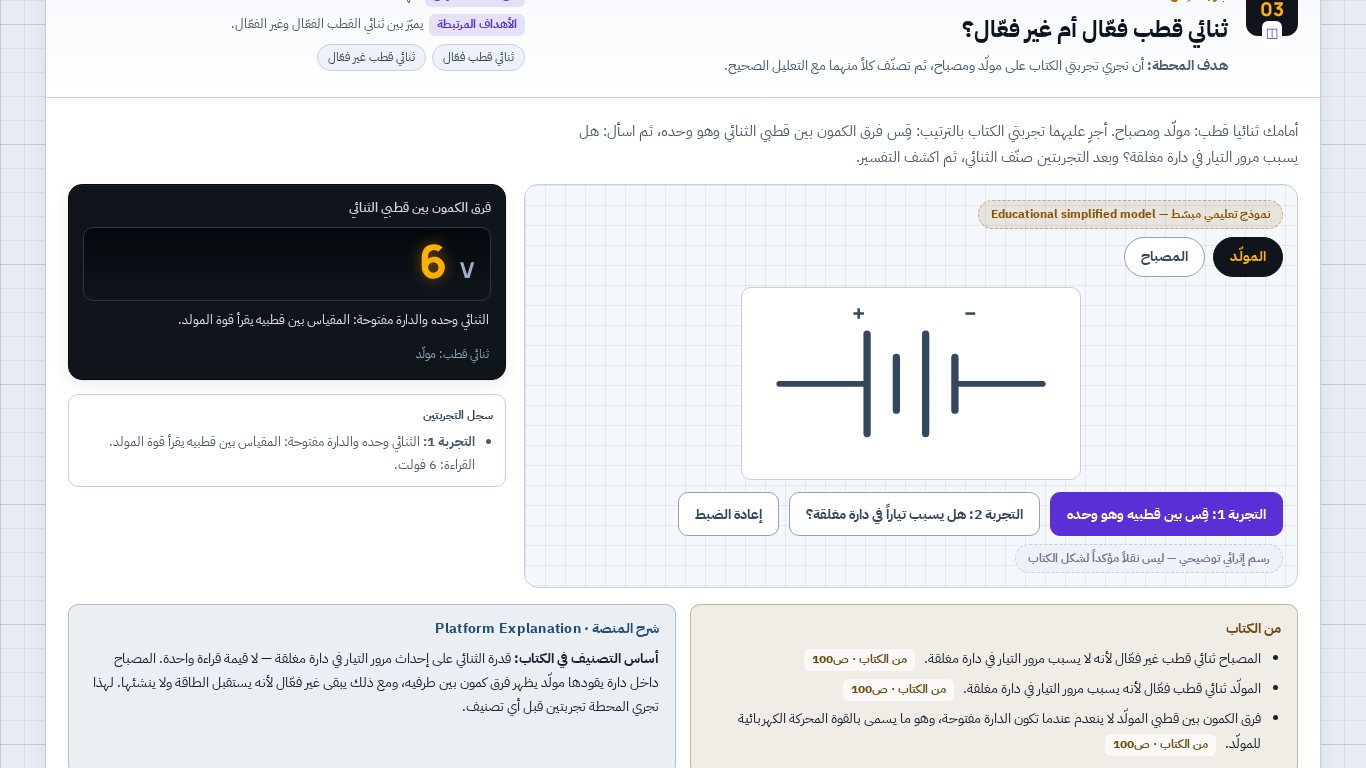 03
ثنائي قطب فعّال أم غير فعّال؟
هدف المحطة: أن تجري تجربتي الكتاب على مولّد ومصباح، ثم تصنّف كلاً منهما مع التعليل الصحيح.
الأهداف المرتبطة يميّز بين ثنائي القطب الفعّال وغير الفعّال.
ثنائي قطب فعّال
ثنائي قطب غير فعّال
أمامك ثنائيا قطب: مولّد ومصباح. أجرِ عليهما تجربتي الكتاب بالترتيب: قِس فرق الكمون بين قطبي الثنائي وهو وحده، ثم اسأل: هل
يسبب مرور التيار في دارة مغلقة؟ وبعد التجربتين صنّف الثنائي، ثم اكشف التفسير.
نموذج تعليمي مبسّط — Educational simplified model
المولّد
المصباح
+
−
التجربة 1: قِس بين قطبيه وهو وحده
التجربة 2: هل يسبب تياراً في دارة مغلقة؟
إعادة الضبط
رسم إثرائي توضيحي — ليس نقلاً مؤكداً لشكل الكتاب
فرق الكمون بين قطبي الثنائي
6 V
الثنائي وحده والدارة مفتوحة: المقياس بين قطبيه يقرأ قوة المولد.
ثنائي قطب: مولّد
سجل التجربتين
• التجربة 1: الثنائي وحده والدارة مفتوحة: المقياس بين قطبيه يقرأ قوة المولد.
القراءة: 6 فولت.
من الكتاب
• المصباح ثنائي قطب غير فعّال لأنه لا يسبب مرور التيار في دارة مغلقة. من الكتاب · ص100
• المولّد ثنائي قطب فعّال لأنه يسبب مرور التيار في دارة مغلقة. من الكتاب · ص100
• فرق الكمون بين قطبي المولّد لا ينعدم عندما تكون الدارة مفتوحة، وهو ما يسمى بالقوة المحركة الكهربائية
للمولّد. من الكتاب · ص100
شرح المنصة · Platform Explanation
أساس التصنيف في الكتاب: قدرة الثنائي على إحداث مرور التيار في دارة مغلقة — لا قيمة قراءة واحدة. المصباح
داخل دارة يقودها مولّد يظهر فرق كمون بين طرفيه، ومع ذلك يبقى غير فعّال لأنه يستقبل الطاقة ولا ينشئها. لهذا
تجري المحطة تجربتين قبل أي تصنيف.